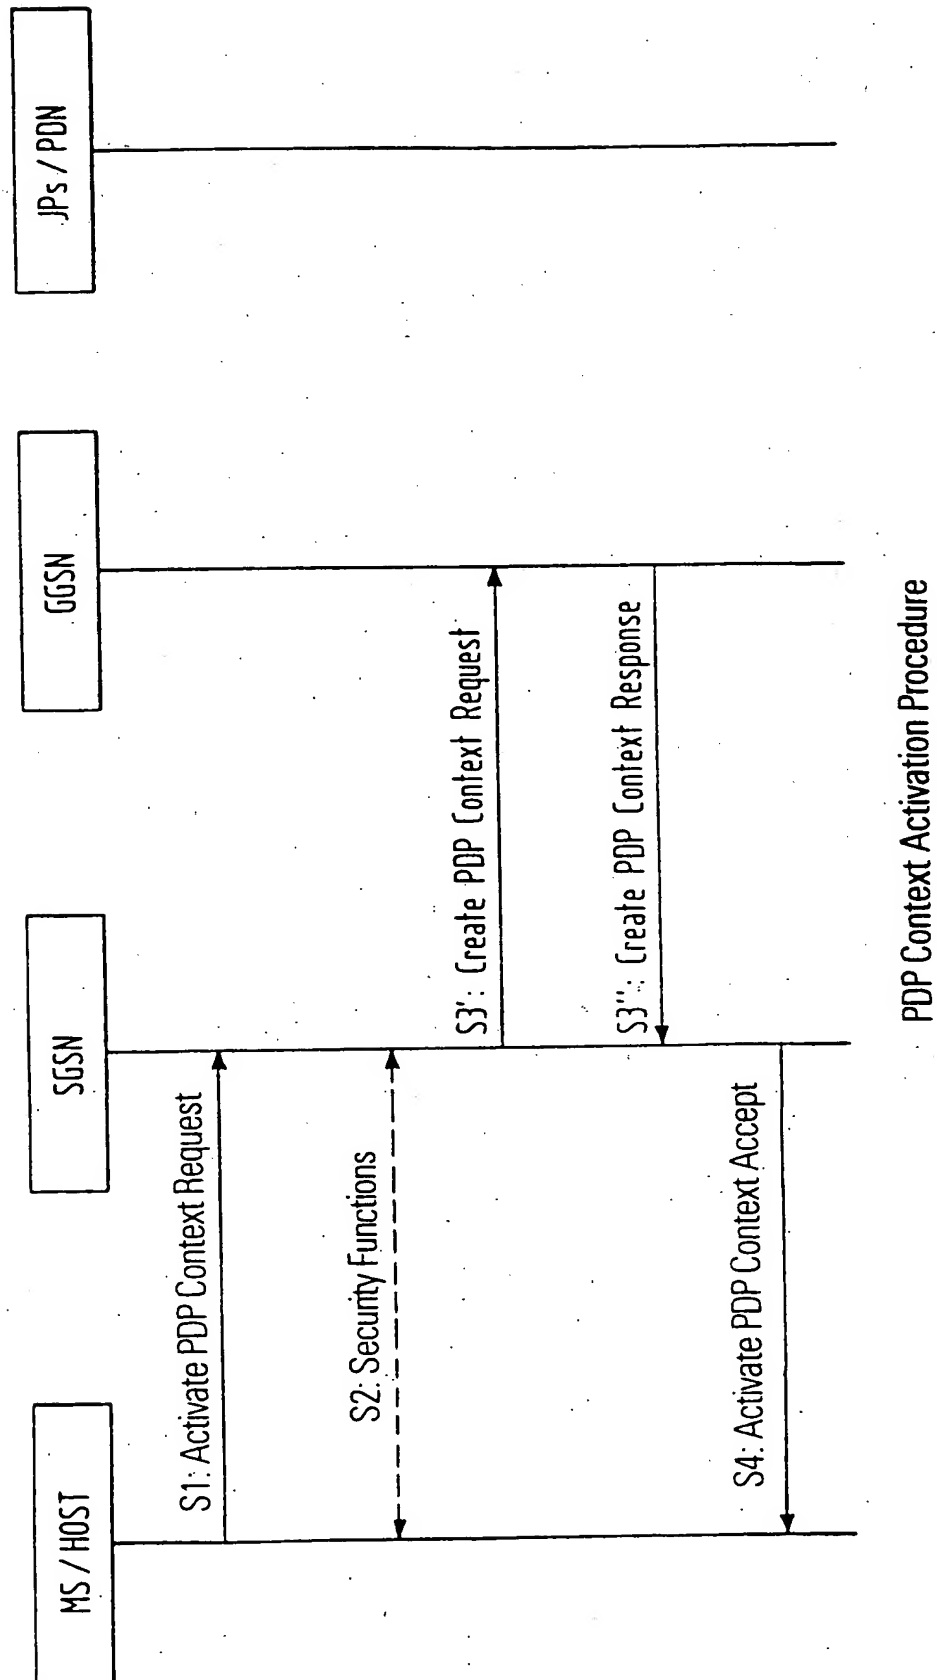 MS / HOST
SGSN
GGSN
JPs / PDN
S1: Activate PDP Context Request
S2: Security Functions
S3': Create PDP Context Request
S3'': Create PDP Context Response
S4: Activate PDP Context Accept
PDP Context Activation Procedure